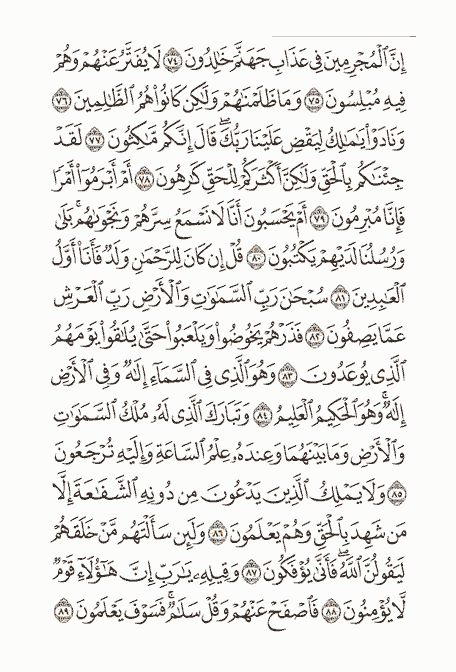 إِنَّ ٱلْمُجْرِمِينَ فِى عَذَابِ جَهَنَّمَ خَٰلِدُونَ ٧٤ لَا يُفَتَّرُ عَنْهُمْ وَهُمْ
فِيهِ مُبْلِسُونَ ٧٥ وَمَا ظَلَمْنَٰهُمْ وَلَٰكِن كَانُوا۟ هُمُ ٱلظَّٰلِمِينَ ٧٦
وَنَادَوْا۟ يَٰمَٰلِكُ لِيَقْضِ عَلَيْنَا رَبُّكَ ۖ قَالَ إِنَّكُم مَّٰكِثُونَ ٧٧ لَقَدْ
جِئْنَٰكُم بِٱلْحَقِّ وَلَٰكِنَّ أَكْثَرَكُمْ لِلْحَقِّ كَٰرِهُونَ ٧٨ أَمْ أَبْرَمُوٓا۟ أَمْرًا
فَإِنَّا مُبْرِمُونَ ٧٩ أَمْ يَحْسَبُونَ أَنَّا لَا نَسْمَعُ سِرَّهُمْ وَنَجْوَىٰهُم ۚ بَلَىٰ
وَرُسُلُنَا لَدَيْهِمْ يَكْتُبُونَ ٨٠ قُلْ إِن كَانَ لِلرَّحْمَٰنِ وَلَدٌ فَأَنَا۠ أَوَّلُ
ٱلْعَٰبِدِينَ ٨١ سُبْحَٰنَ رَبِّ ٱلسَّمَٰوَٰتِ وَٱلْأَرْضِ رَبِّ ٱلْعَرْشِ
عَمَّا يَصِفُونَ ٨٢ فَذَرْهُمْ يَخُوضُوا۟ وَيَلْعَبُوا۟ حَتَّىٰ يُلَٰقُوا۟ يَوْمَهُمُ
ٱلَّذِى يُوعَدُونَ ٨٣ وَهُوَ ٱلَّذِى فِى ٱلسَّمَآءِ إِلَٰهٌ وَفِى ٱلْأَرْضِ
إِلَٰهٌ ۚ وَهُوَ ٱلْحَكِيمُ ٱلْعَلِيمُ ٨٤ وَتَبَارَكَ ٱلَّذِى لَهُۥ مُلْكُ ٱلسَّمَٰوَٰتِ
وَٱلْأَرْضِ وَمَا بَيْنَهُمَا وَعِندَهُۥ عِلْمُ ٱلسَّاعَةِ وَإِلَيْهِ تُرْجَعُونَ
٨٥ وَلَا يَمْلِكُ ٱلَّذِينَ يَدْعُونَ مِن دُونِهِ ٱلشَّفَٰعَةَ إِلَّا
مَن شَهِدَ بِٱلْحَقِّ وَهُمْ يَعْلَمُونَ ٨٦ وَلَئِن سَأَلْتَهُم مَّنْ خَلَقَهُمْ
لَيَقُولُنَّ ٱللَّهُ ۖ فَأَنَّىٰ يُؤْفَكُونَ ٨٧ وَقِيلِهِۦ يَٰرَبِّ إِنَّ هَٰٓؤُلَآءِ قَوْمٌ
لَّا يُؤْمِنُونَ ٨٨ فَٱصْفَحْ عَنْهُمْ وَقُلْ سَلَٰمٌ ۚ فَسَوْفَ يَعْلَمُونَ ٨٩